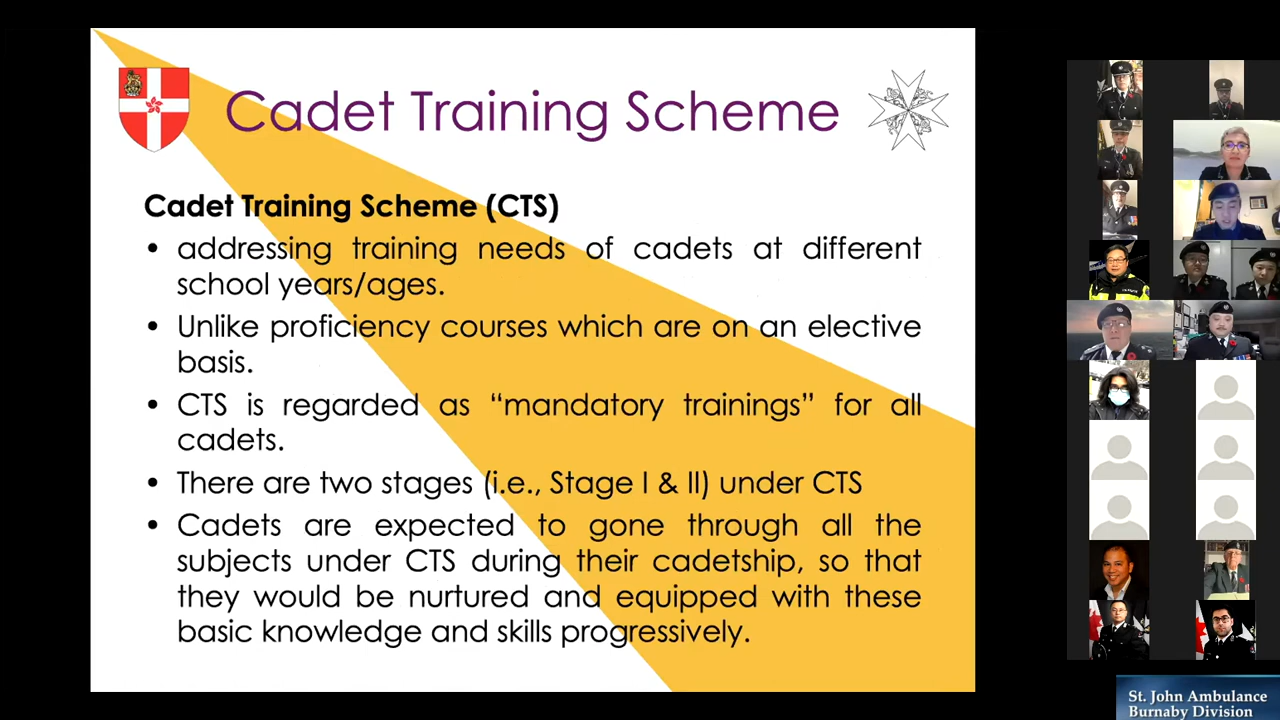 Cadet Training Scheme
Cadet Training Scheme (CTS)
• addressing training needs of cadets at different
school years/ages.
• Unlike proficiency courses which are on an elective
basis.
• CTS is regarded as “mandatory trainings” for all
cadets.
• There are two stages (i.e., Stage I & II) under CTS
• Cadets are expected to gone through all the
subjects under CTS during their cadetship, so that
they would be nurtured and equipped with these
basic knowledge and skills progressively.
St. John Ambulance
Burnaby Division